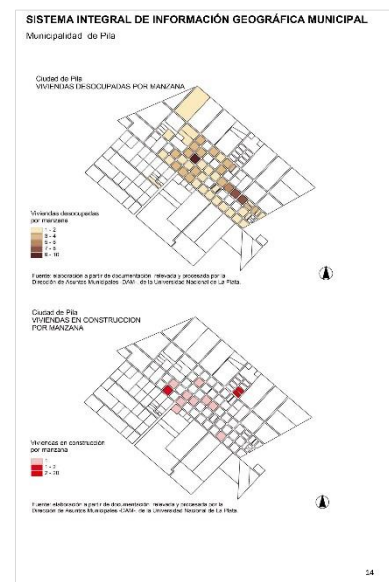 SISTEMA INTEGRAL DE INFORMACIÓN GEOGRÁFICA MUNICIPAL
Municipalidad de Pila
Ciudad de Pila
VIVIENDAS DESOCUPADAS POR MANZANA
Viviendas desocupadas
por manzana
1 - 2
3 - 4
5 - 6
7 - 8
9 - 10
Fuente: elaboración a partir de documentación relevada y procesada por la
Dirección de Asuntos Municipales -DAM-, de la Universidad Nacional de La Plata.
Ciudad de Pila
VIVIENDAS EN CONSTRUCCION
POR MANZANA
Viviendas en construcción
por manzana
1
Fuente: elaboración a partir de documentación relevada y procesada por la
Dirección de Asuntos Municipales -DAM-, de la Universidad Nacional de La Plata.
14